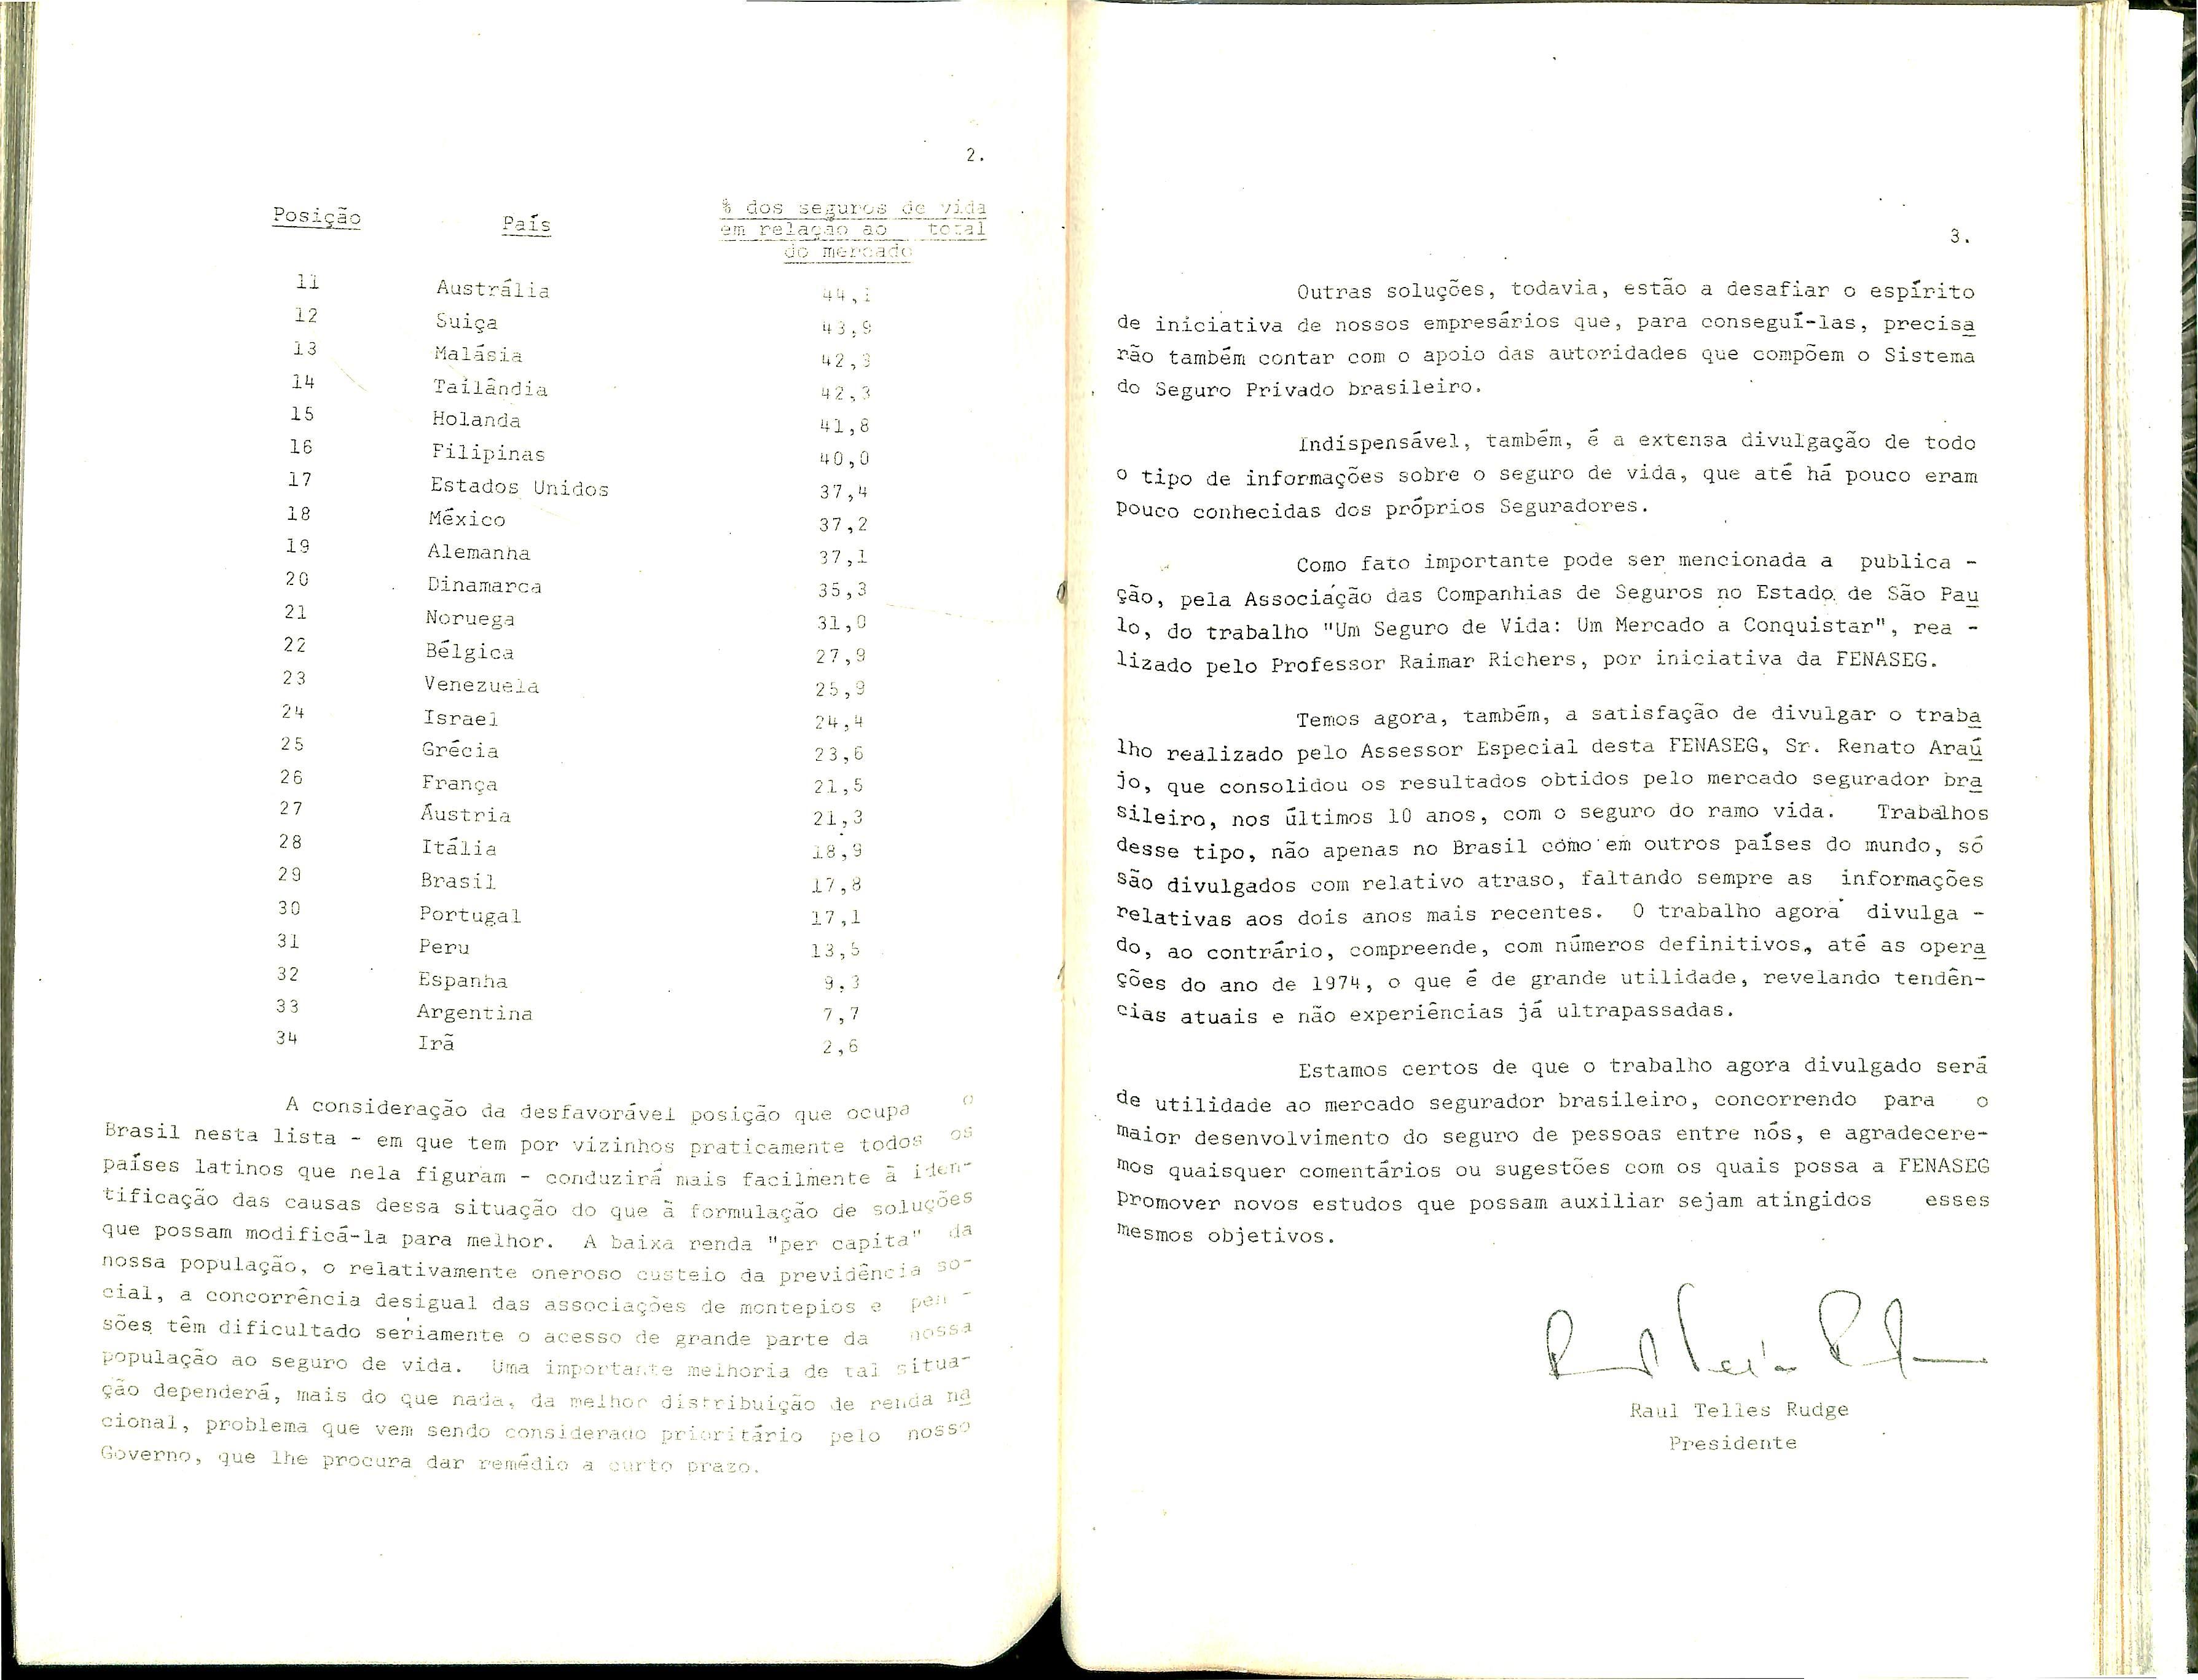 2.
Posição País % dos seguros de vida
em relação ao total
do mercado
11 Austrália 44,1
12 Suiça 43,9
13 Malásia 42,3
14 Tailândia 42,3
15 Holanda 41,8
16 Filipinas 40,0
17 Estados Unidos 37,4
18 México 37,2
19 Alemanha 37,1
20 Dinamarca 35,3
21 Noruega 31,0
22 Bélgica 27,9
23 Venezuela 25,9
24 Israel 24,4
25 Grécia 23,6
26 França 21,5
27 Áustria 21,3
28 Itália 18,9
29 Brasil 17,8
30 Portugal 17,1
31 Peru 13,5
32 Espanha 9,3
33 Argentina 7,7
34 Irã 2,6
A consideração da desfavorável posição que ocupa o
Brasil nesta lista - em que tem por vizinhos praticamente todos os
países latinos que nela figuram - conduzirá mais facilmente à iden-
tificação das causas dessa situação do que à formulação de soluções
que possam modificá-la para melhor. A baixa renda "per capita" da
nossa população, o relativamente oneroso custeio da previdência so-
cial, a concorrência desigual das associações de montepios e pen -
sões têm dificultado seriamente o acesso de grande parte da nossa
população ao seguro de vida. Uma importante melhoria de tal situa-
ção dependerá, mais do que nada, da melhor distribuição de renda na
cional, problema que vem sendo considerado prioritário pelo nosso
Governo, que lhe procura dar remédio a curto prazo.
3.
Outras soluções, todavia, estão a desafiar o espírito
de iniciativa de nossos empresários que, para conseguí-las, precisa
rão também contar com o apoio das autoridades que compõem o Sistema
do Seguro Privado brasileiro.
Indispensável, também, é a extensa divulgação de todo
o tipo de informações sobre o seguro de vida, que até há pouco eram
pouco conhecidas dos próprios Seguradores.
Como fato importante pode ser mencionada a publica -
ção, pela Associação das Companhias de Seguros no Estado de São Pau
lo, do trabalho "Um Seguro de Vida: Um Mercado a Conquistar", rea -
lizado pelo Professor Raimar Richers, por iniciativa da FENASEG.
Temos agora, também, a satisfação de divulgar o traba
lho realizado pelo Assessor Especial desta FENASEG, Sr. Renato Araú
jo, que consolidou os resultados obtidos pelo mercado segurador bra
sileiro, nos últimos 10 anos, com o seguro do ramo vida. Trabalhos
desse tipo, não apenas no Brasil como em outros países do mundo, só
são divulgados com relativo atraso, faltando sempre as informações
relativas aos dois anos mais recentes. O trabalho agora divulga -
do, ao contrário, compreende, com números definitivos, até as opera
ções do ano de 1974, o que é de grande utilidade, revelando tendên-
cias atuais e não experiências já ultrapassadas.
Estamos certos de que o trabalho agora divulgado será
de utilidade ao mercado segurador brasileiro, concorrendo para o
maior desenvolvimento do seguro de pessoas entre nós, e agradecere-
mos quaisquer comentários ou sugestões com os quais possa a FENASEG
promover novos estudos que possam auxiliar sejam atingidos esses
mesmos objetivos.
Raul Telles Rudge
Presidente